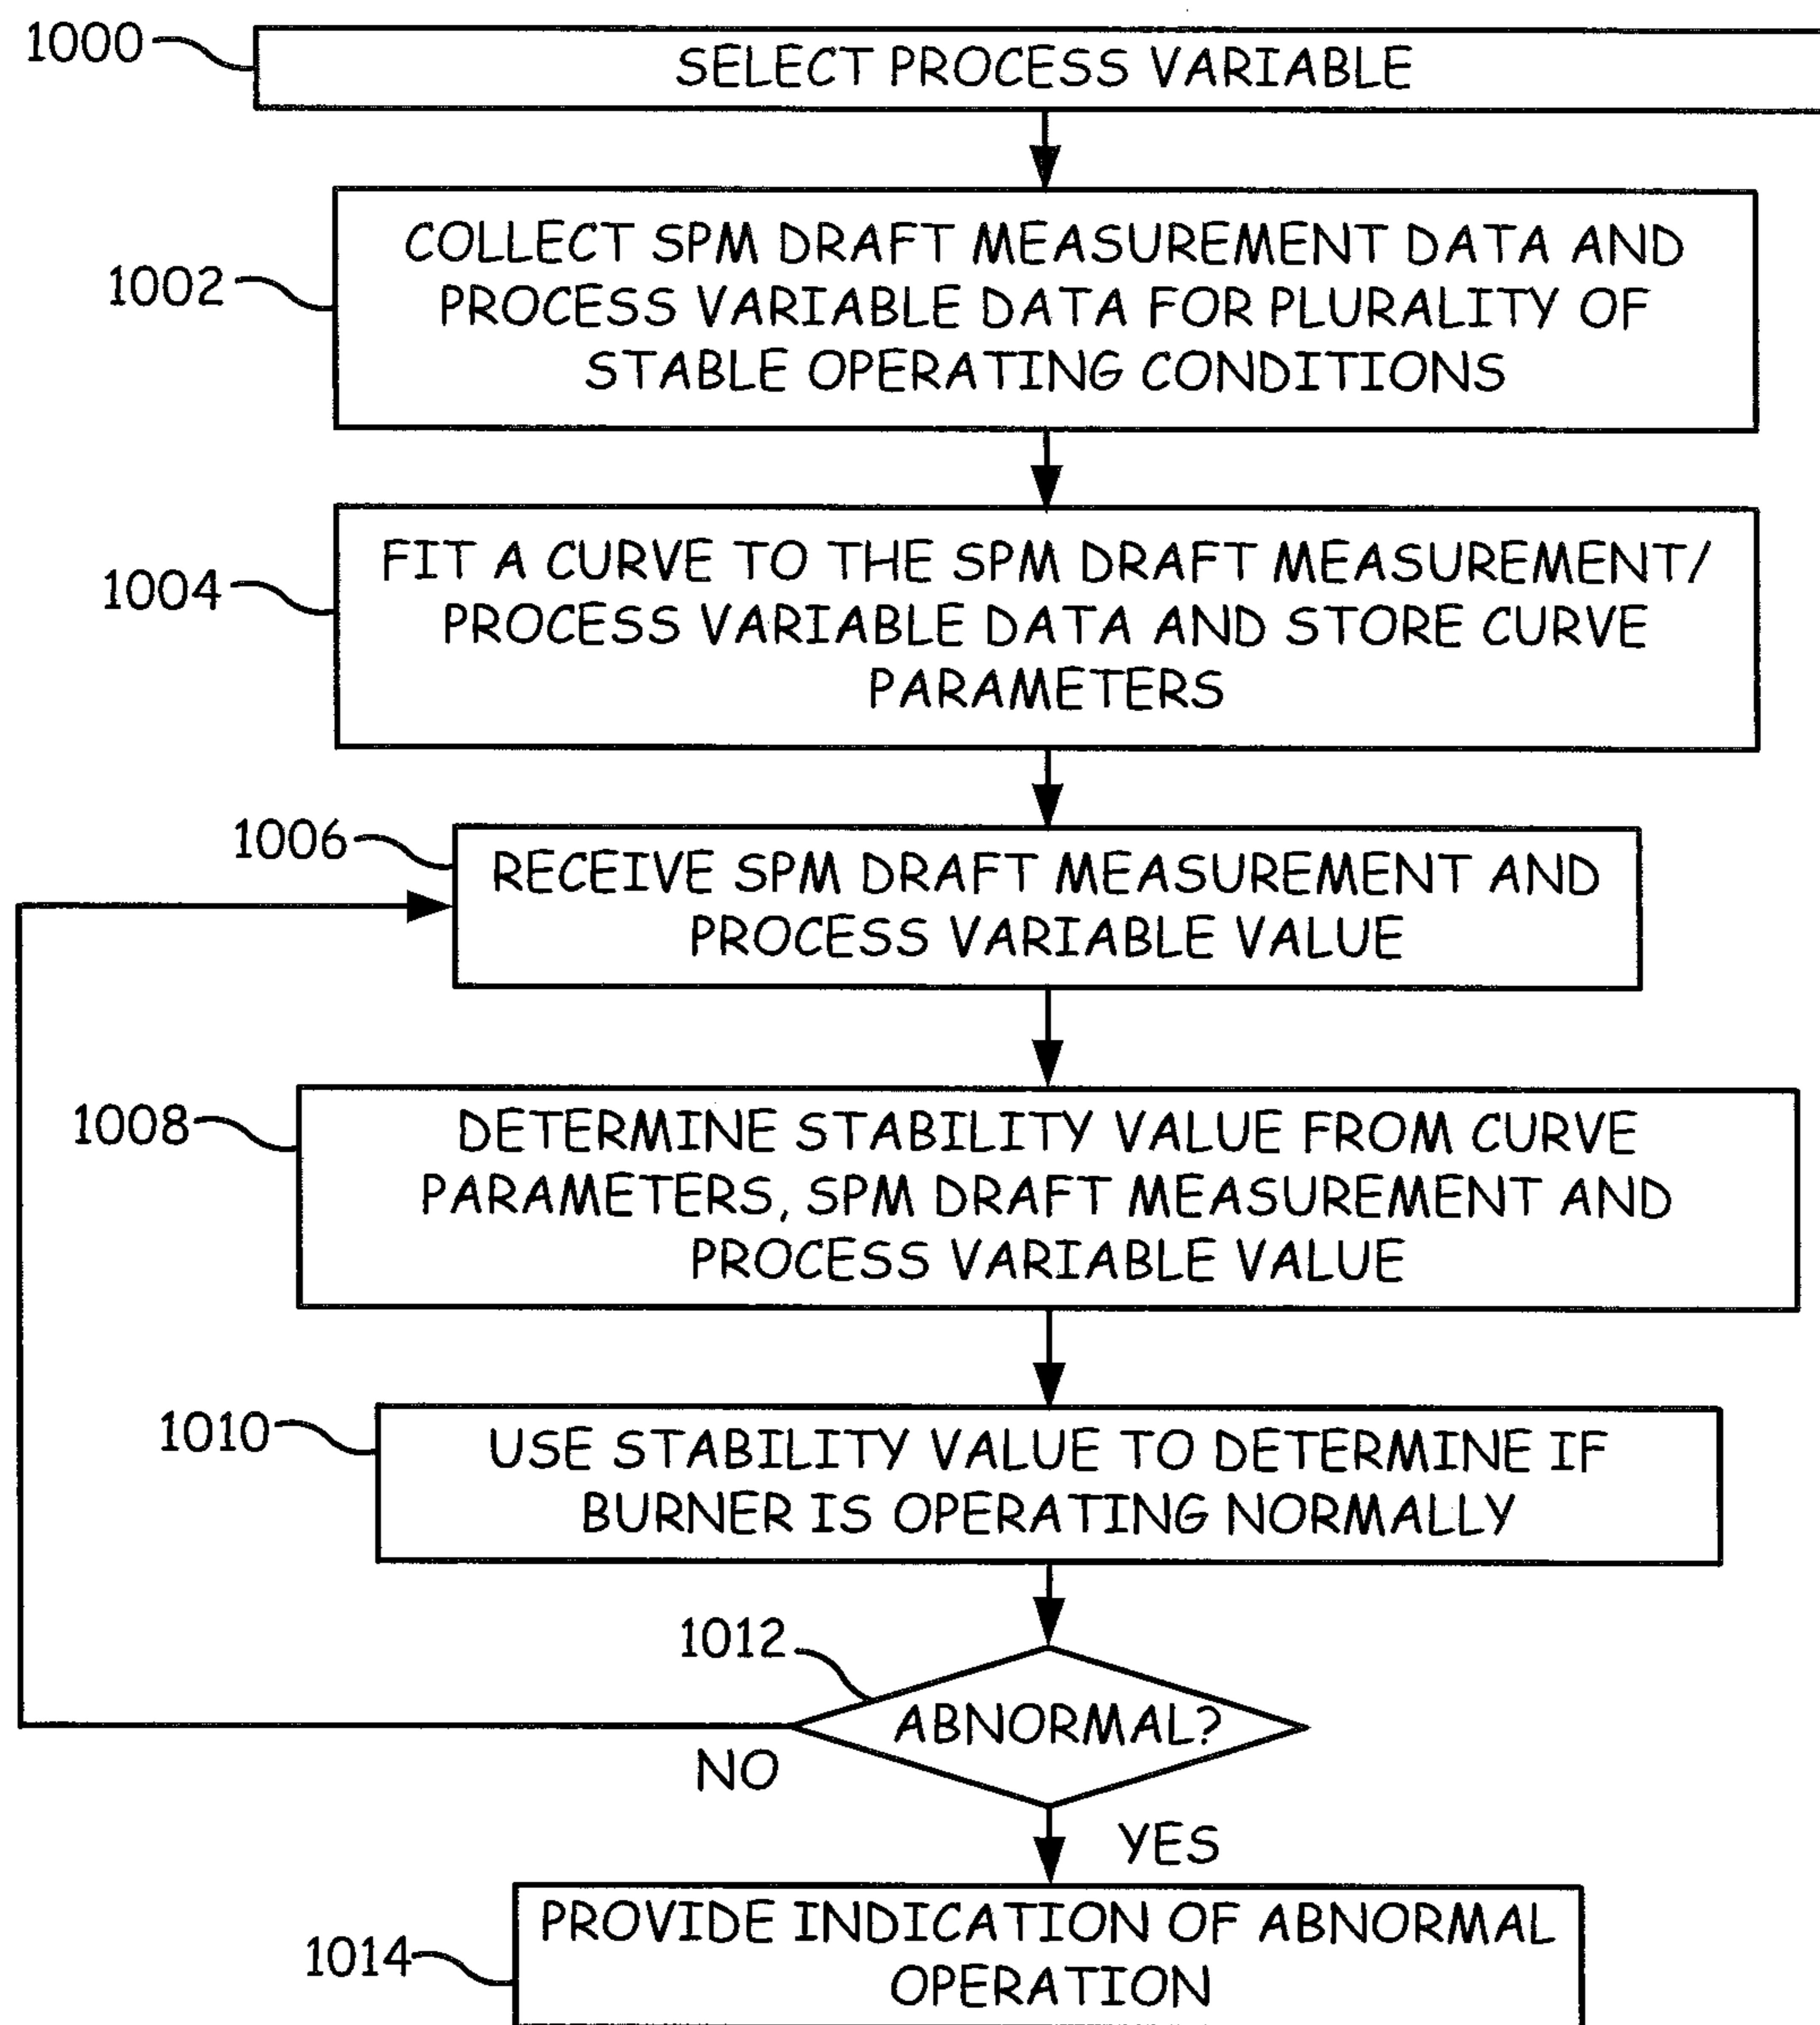 1000
SELECT PROCESS VARIABLE
1002
COLLECT SPM DRAFT MEASUREMENT DATA AND
PROCESS VARIABLE DATA FOR PLURALITY OF
STABLE OPERATING CONDITIONS
1004
FIT A CURVE TO THE SPM DRAFT MEASUREMENT/
PROCESS VARIABLE DATA AND STORE CURVE
PARAMETERS
1006
RECEIVE SPM DRAFT MEASUREMENT AND
PROCESS VARIABLE VALUE
1008
DETERMINE STABILITY VALUE FROM CURVE
PARAMETERS, SPM DRAFT MEASUREMENT AND
PROCESS VARIABLE VALUE
1010
USE STABILITY VALUE TO DETERMINE IF
BURNER IS OPERATING NORMALLY
1012
ABNORMAL?
NO
YES
1014
PROVIDE INDICATION OF ABNORMAL
OPERATION